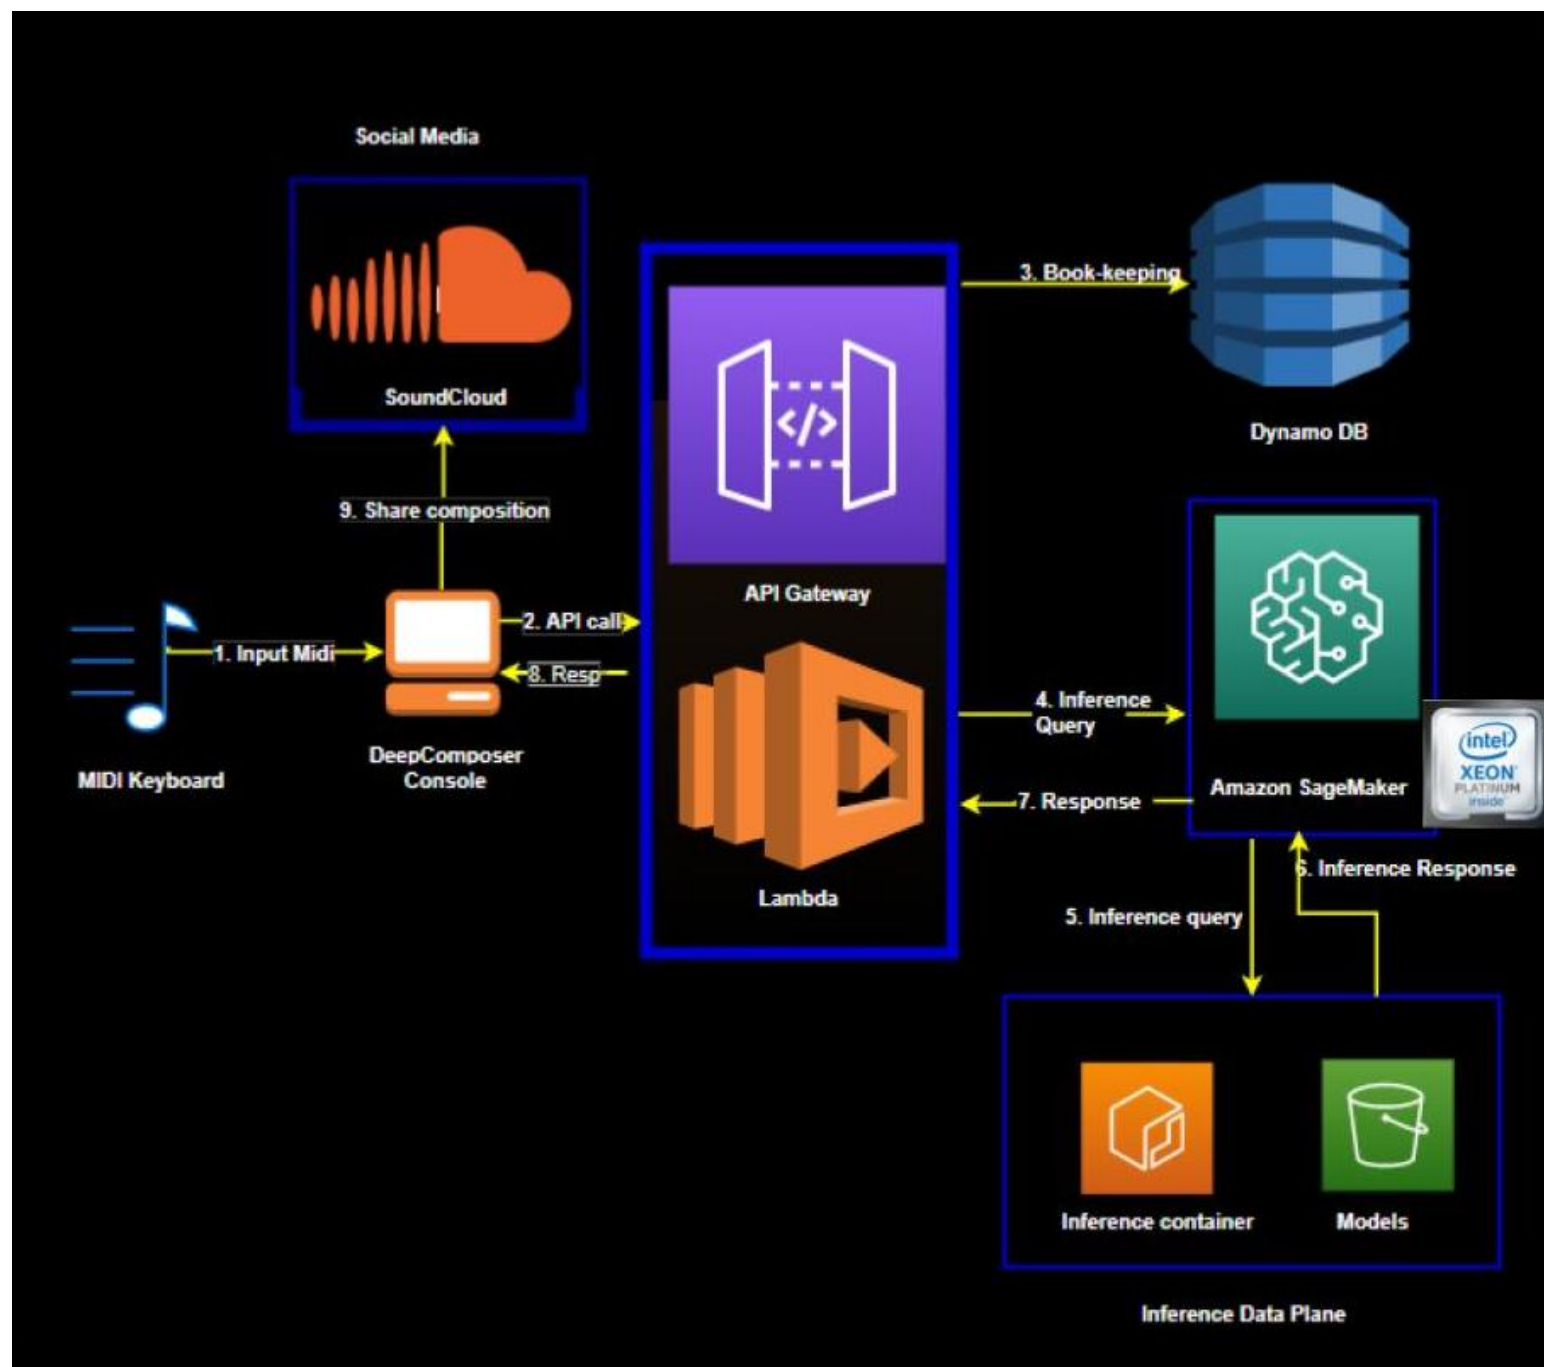 Social Media
SoundCloud
3. Book-keeping
Dynamo DB
9. Share composition
API Gateway
2. API call
1. Input Midi
8. Resp
4. Inference
Query
intel
XEON
PLATINUM
inside
DeepComposer
Console
MIDI Keyboard
Amazon SageMaker
7. Response
6. Inference Response
Lambda
5. Inference query
Inference container
Models
Inference Data Plane